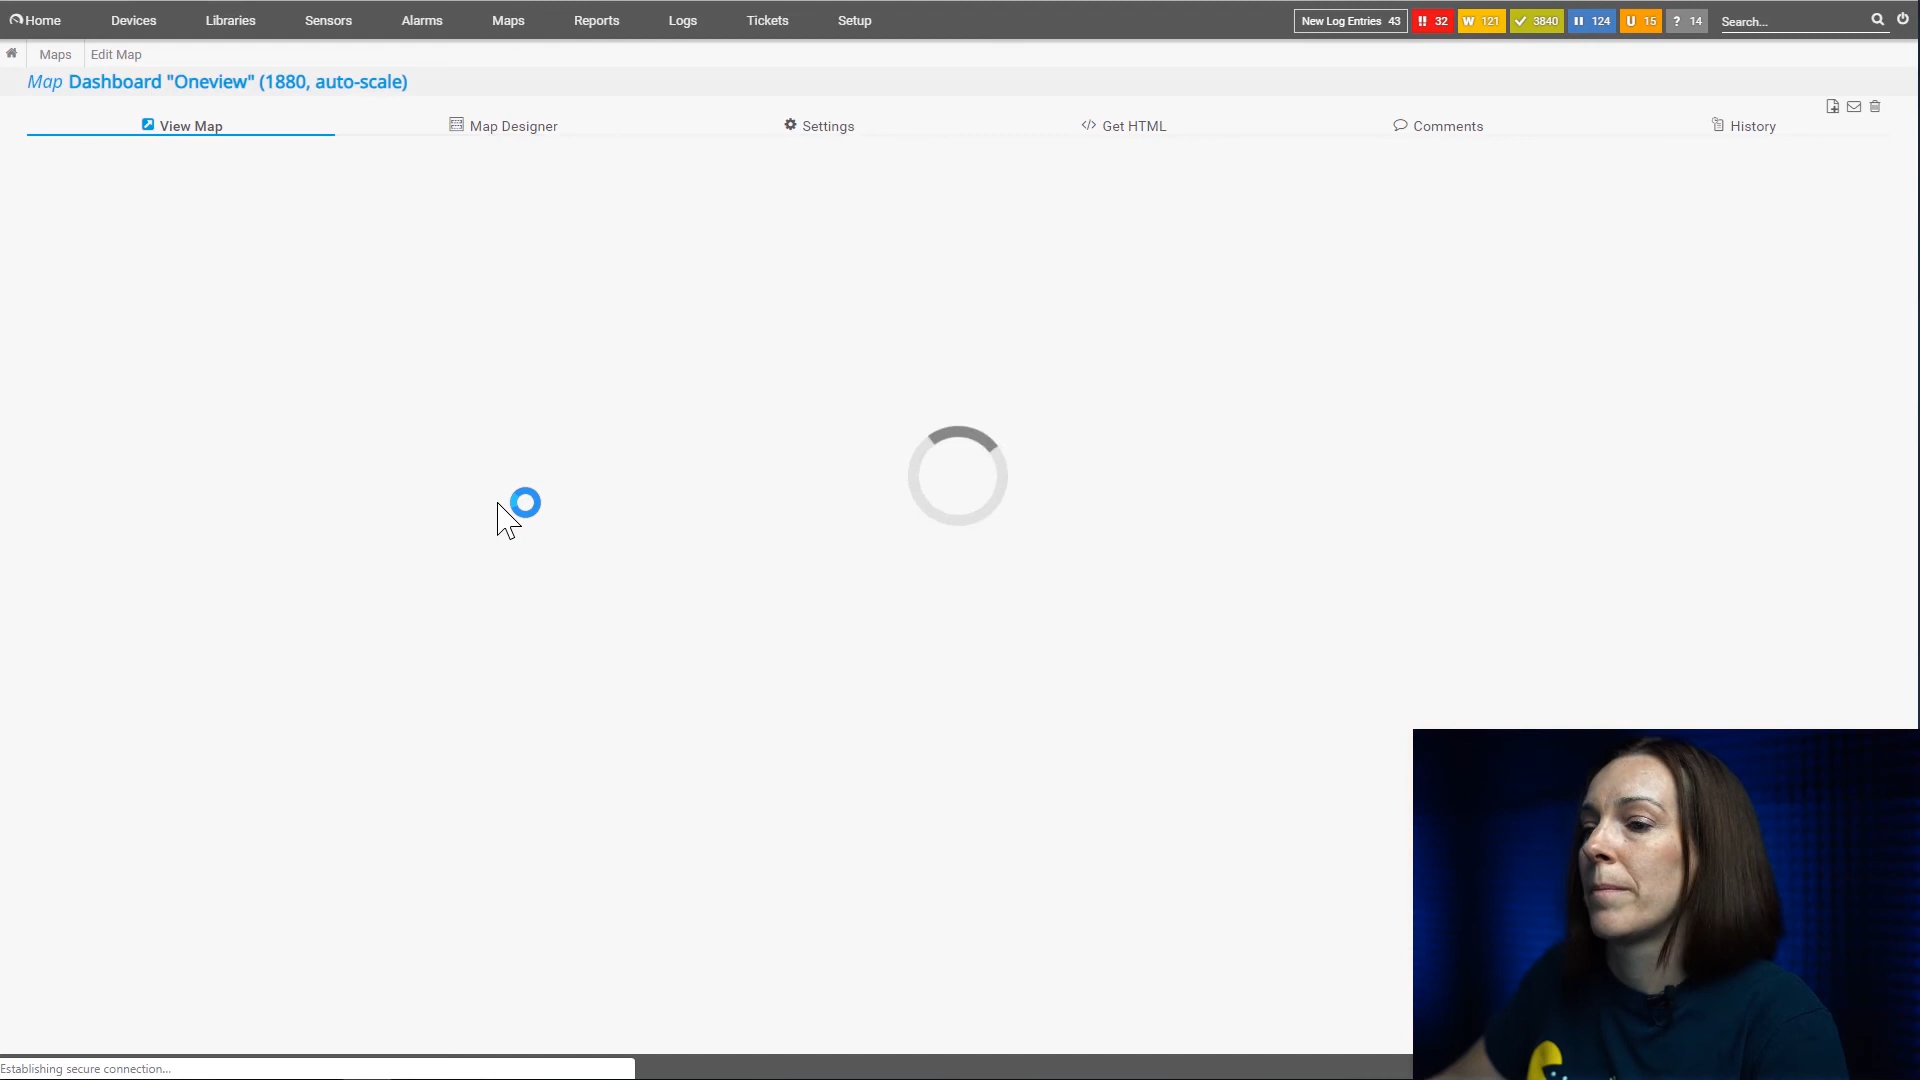 Home Devices Libraries Sensors Alarms Maps Reports Logs Tickets Setup New Log Entries 43 !! 32 W 121 3840 124 U 15 ? 14 Search...
Maps Edit Map
Map Dashboard "Oneview" (1880, auto-scale)
View Map Map Designer Settings </> Get HTML Comments History
Establishing secure connection...